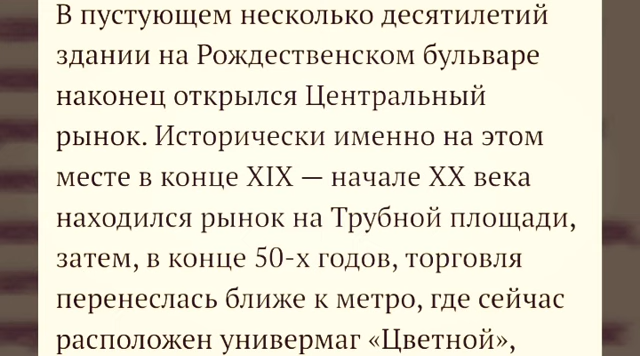 В пустующем несколько десятилетий
здании на Рождественском бульваре
наконец открылся Центральный
рынок. Исторически именно на этом
месте в конце XIX — начале XX века
находился рынок на Трубной площади,
затем, в конце 50-х годов, торговля
перенеслась ближе к метро, где сейчас
расположен универмаг «Цветной»,